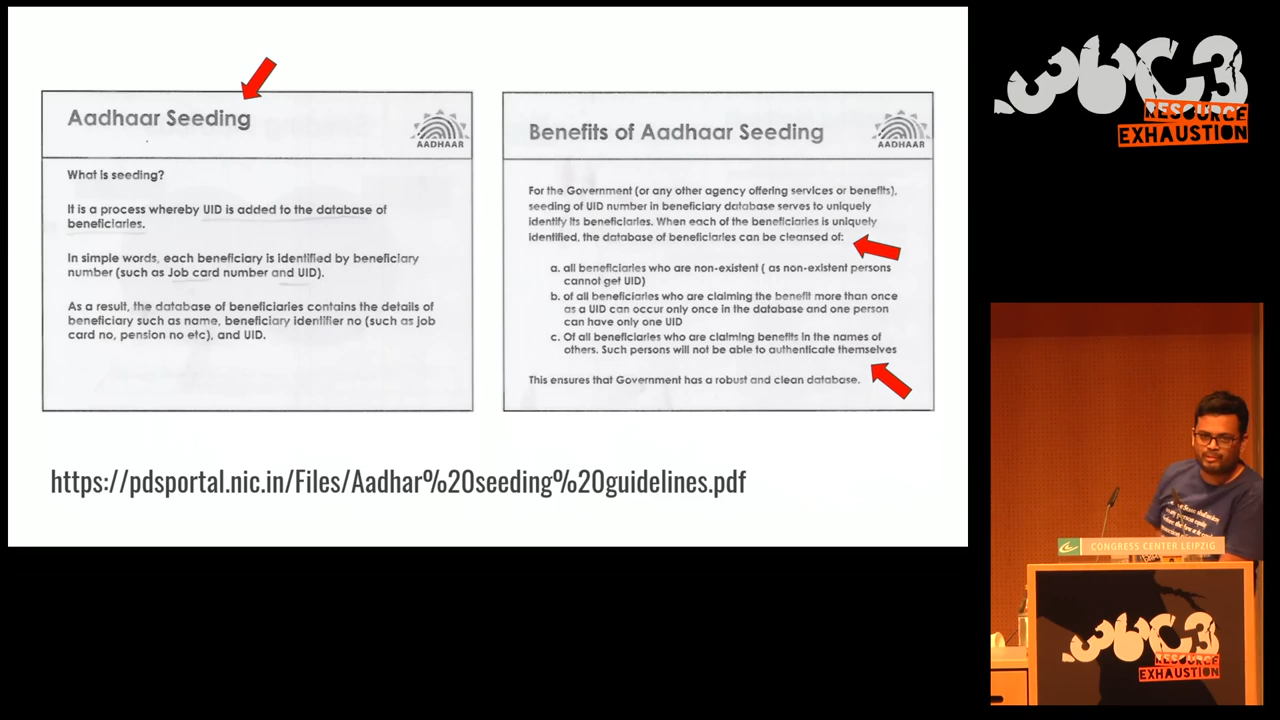 Aadhaar Seeding
AADHAAR
What is seeding?
It is a process whereby UID is added to the database of
beneficiaries.
In simple words, each beneficiary is identified by beneficiary
number (such as Job card number and UID).
As a result, the database of beneficiaries contains the details of
beneficiary such as name, beneficiary identifier no (such as job
card no, pension no etc), and UID.
Benefits of Aadhaar Seeding
AADHAAR
For the Government (or any other agency offering services or benefits),
seeding of UID number in beneficiary database serves to uniquely
identify its beneficiaries. When each of the beneficiaries is uniquely
identified, the database of beneficiaries can be cleansed of:
a. all beneficiaries who are non-existent ( as non-existent persons
cannot get UID)
b. of all beneficiaries who are claiming the benefit more than once
as a UID can occur only once in the database and one person
can have only one UID
c. Of all beneficiaries who are claiming benefits in the names of
others. Such persons will not be able to authenticate themselves
This ensures that Government has a robust and clean database.
https://pdsportal.nic.in/Files/Aadhar%20seeding%20guidelines.pdf
36C3
RESOURCE
EXHAUSTION
CONGRESS CENTER LEIPZIG
36C3
RESOURCE
EXHAUSTION